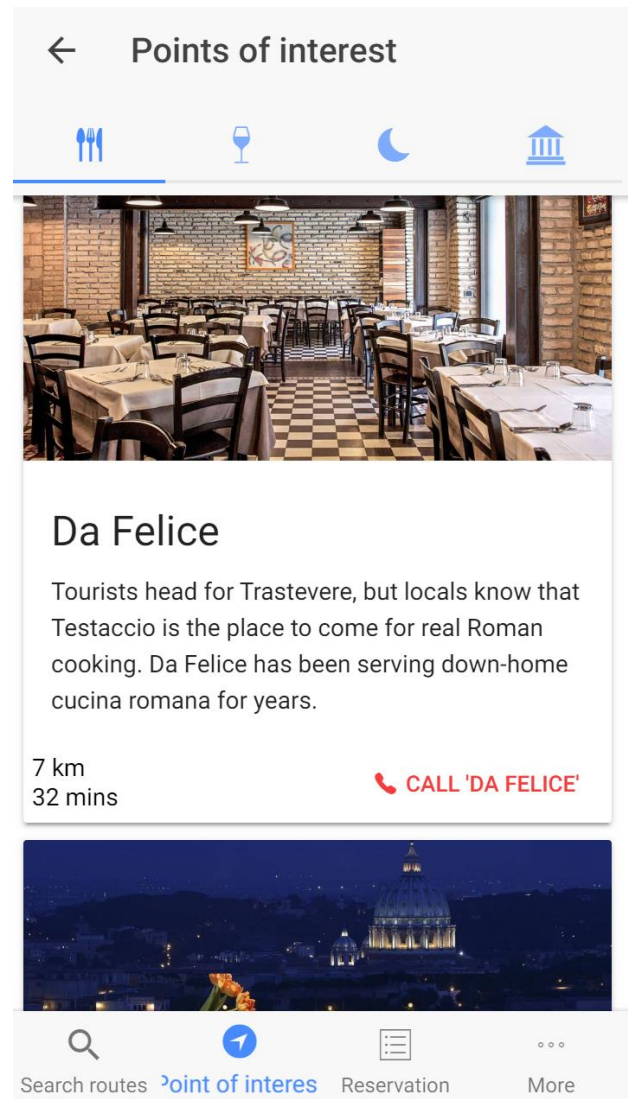 Points of interest
Da Felice
Tourists head for Trastevere, but locals know that
Testaccio is the place to come for real Roman
cooking. Da Felice has been serving down-home
cucina romana for years.
7 km
32 mins
CALL 'DA FELICE'
Search routes
Point of interes
Reservation
More